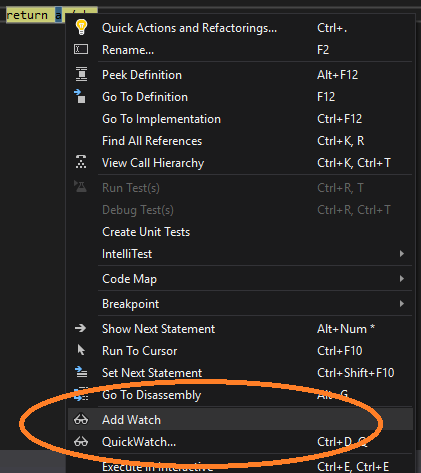 return a
Quick Actions and Refactorings... Ctrl+.
Rename... F2
Peek Definition Alt+F12
Go To Definition F12
Go To Implementation Ctrl+F12
Find All References Ctrl+K, R
View Call Hierarchy Ctrl+K, Ctrl+T
Run Test(s) Ctrl+R, T
Debug Test(s) Ctrl+R, Ctrl+T
Create Unit Tests
IntelliTest
Code Map
Breakpoint
Show Next Statement Alt+Num *
Run To Cursor Ctrl+F10
Set Next Statement Ctrl+Shift+F10
Go To Disassembly Alt+G
Add Watch
QuickWatch... Ctrl+D, Q
Execute in Interactive Ctrl+E, Ctrl+E